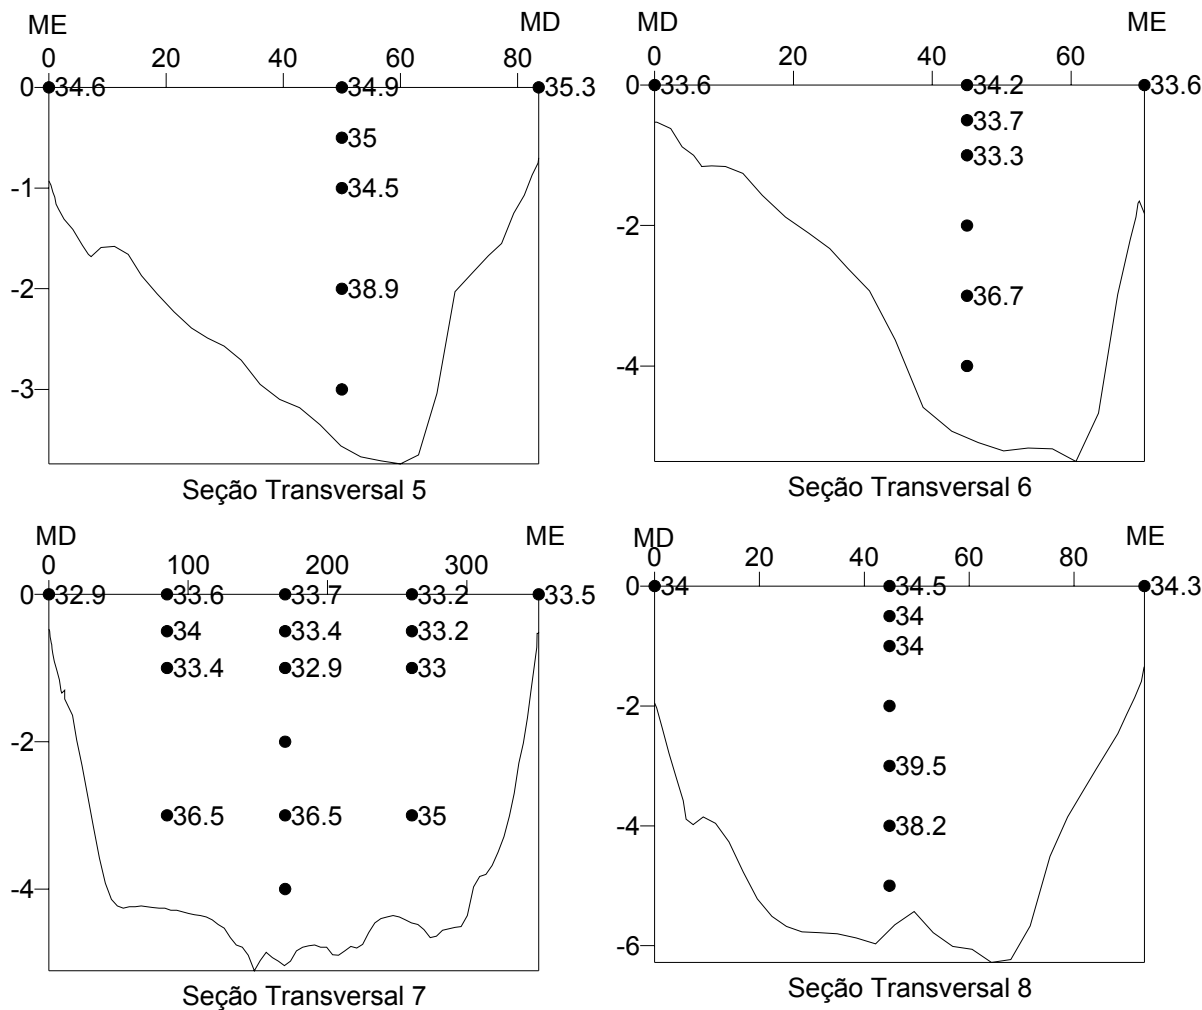 ME MD
0 20 40 60 80
0 34.6 34.9 35.3
35
-1 34.5
-2 38.9
-3
Seção Transversal 5
MD ME
0 20 40 60
0 33.6 34.2 33.6
33.7
33.3
-2
36.7
-4
Seção Transversal 6
MD ME
0 100 200 300
0 32.9 33.6 33.7 33.2 33.5
34 33.4 33.2
33.4 32.9 33
-2
36.5 36.5 35
-4
Seção Transversal 7
MD ME
0 20 40 60 80
0 34 34.5 34.3
34
34
-2
39.5
-4 38.2
-6
Seção Transversal 8